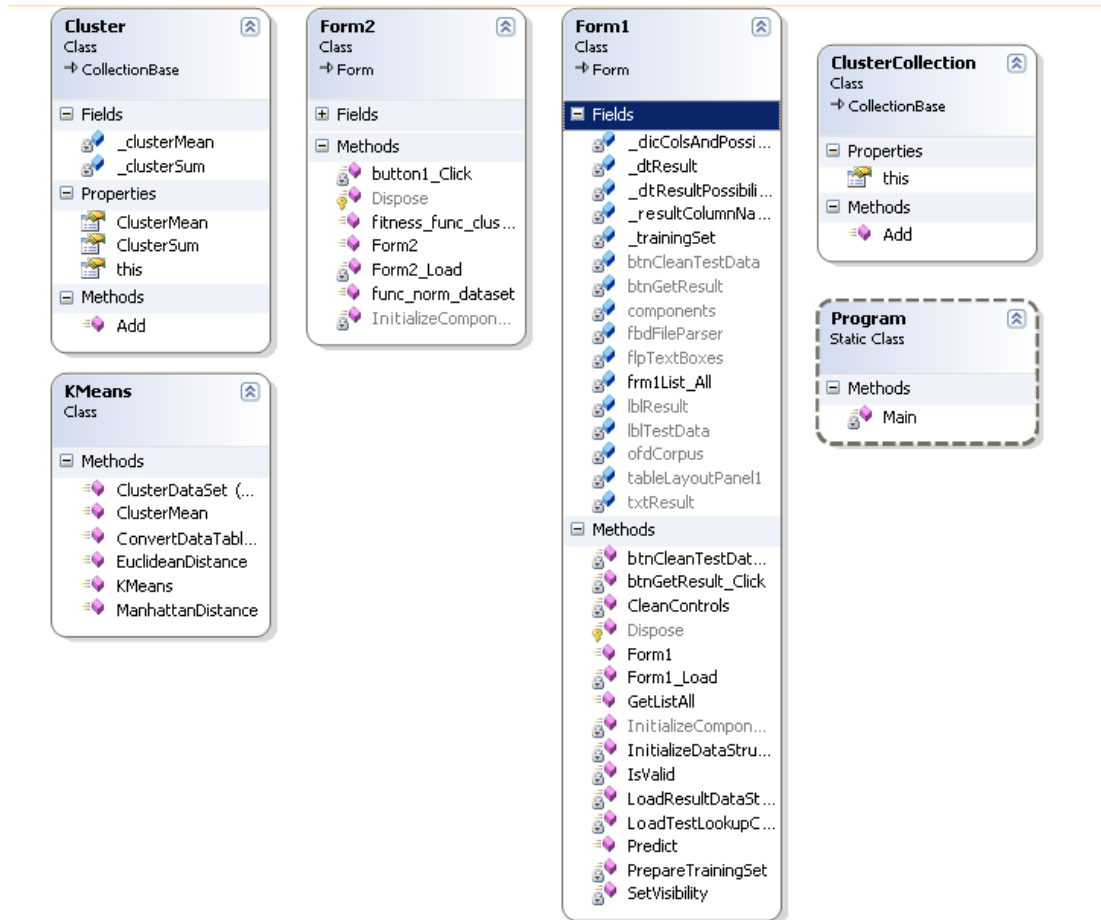 Cluster
Class
CollectionBase
Fields
_clusterMean
_clusterSum
Properties
ClusterMean
ClusterSum
this
Methods
Add
KMeans
Class
Methods
ClusterDataSet (...
ClusterMean
ConvertDataTabl...
EuclideanDistance
KMeans
ManhattanDistance
Form2
Class
Form
Fields
Methods
button1_Click
Dispose
fitness_func_clus...
Form2
Form2_Load
func_norm_dataset
InitializeCompon...
Form1
Class
Form
Fields
_dicColsAndPossi...
_dtResult
_dtResultPossibili...
_resultColumnNa...
_trainingSet
btnCleanTestData
btnGetResult
components
fbdFileParser
flpTextBoxes
frm1List_All
lblResult
lblTestData
ofdCorpus
tableLayoutPanel1
txtResult
Methods
btnCleanTestDat...
btnGetResult_Click
CleanControls
Dispose
Form1
Form1_Load
GetListAll
InitializeCompon...
InitializeDataStru...
IsValid
LoadResultDataSt...
LoadTestLookupC...
Predict
PrepareTrainingSet
SetVisibility
ClusterCollection
Class
CollectionBase
Properties
this
Methods
Add
Program
Static Class
Methods
Main